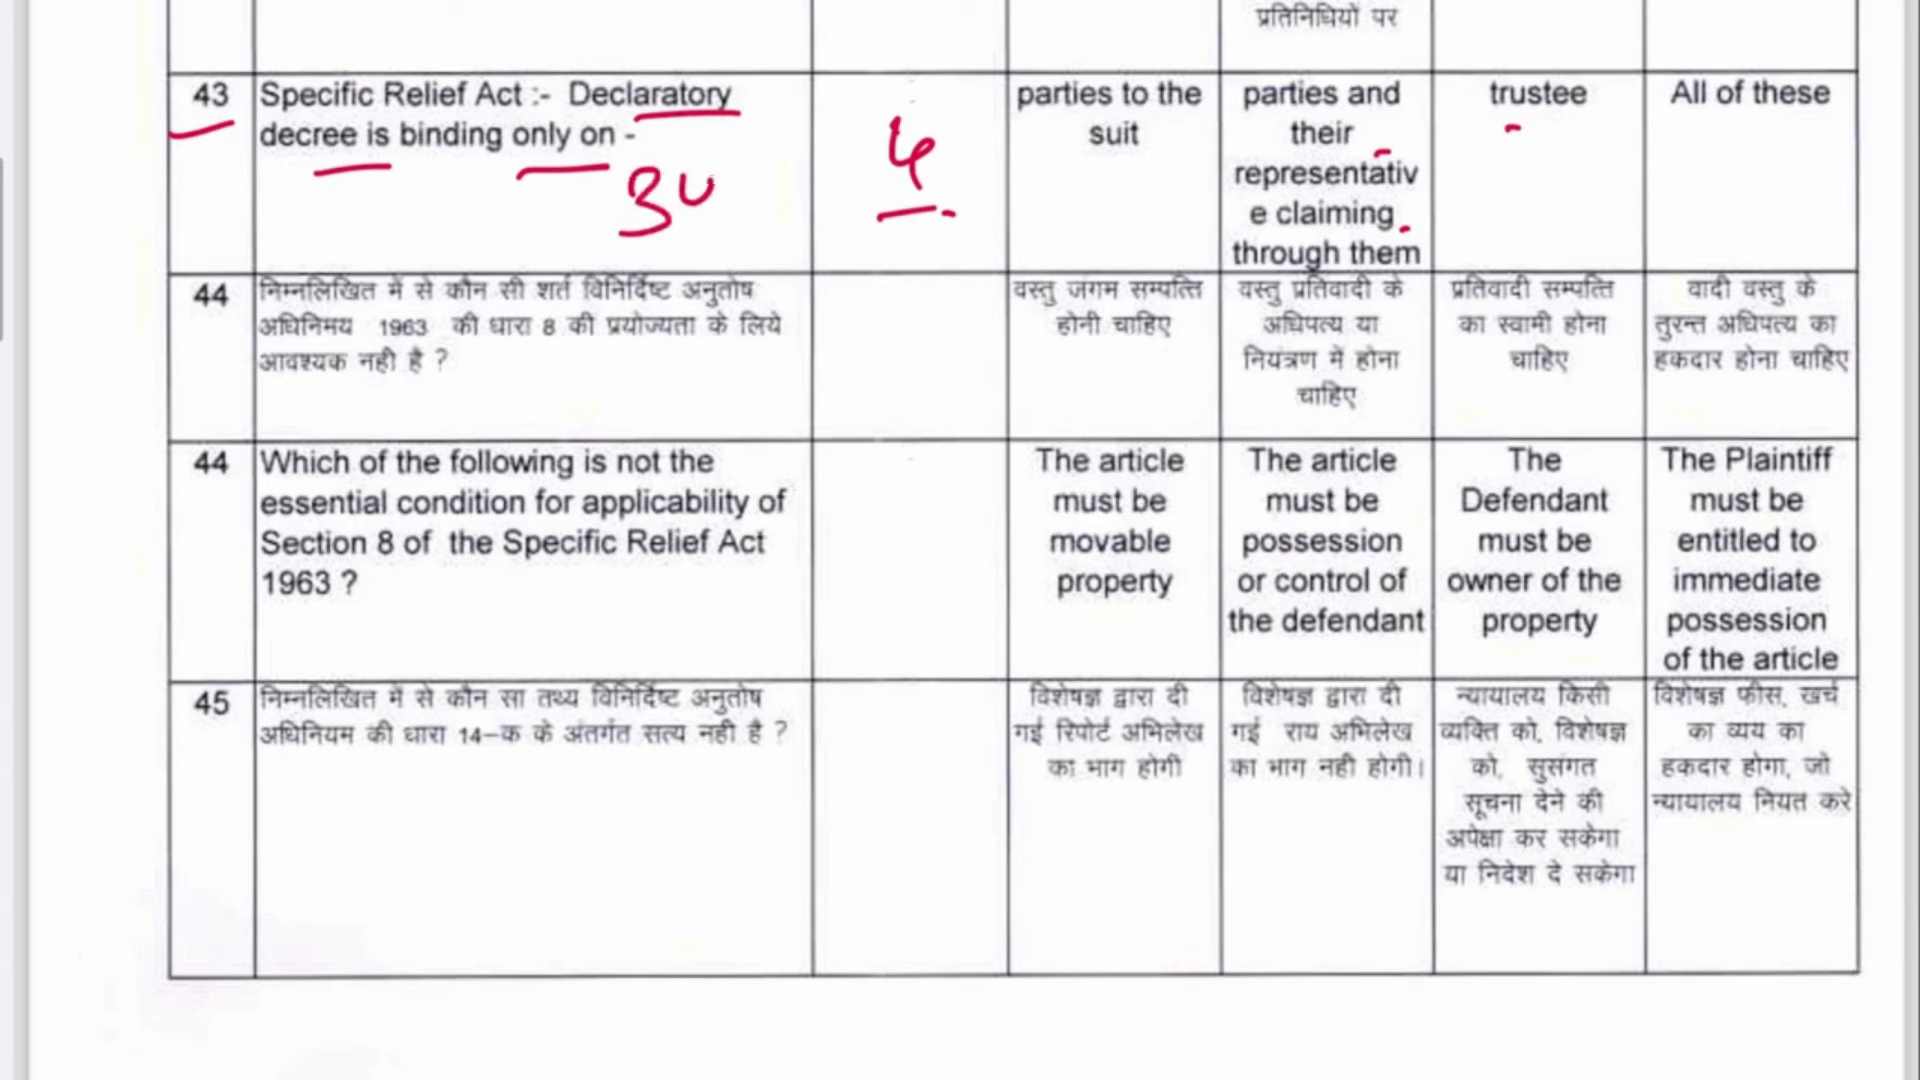 प्रतिनिधियों पर
43
Specific Relief Act :- Declaratory
decree is binding only on -
34
4
parties to the
suit
parties and
their
representativ
e claiming
through them
trustee
All of these
44
निम्नलिखित में से कौन सी शर्त विनिर्दिष्ट अनुतोष
अधिनिमय 1963 की धारा 8 की प्रयोज्यता के लिये
आवश्यक नही है ?
वस्तु जंगम सम्पत्ति
होनी चाहिए
वस्तु प्रतिवादी के
अधिपत्य या
नियंत्रण में होना
चाहिए
प्रतिवादी सम्पत्ति
का स्वामी होना
चाहिए
वादी वस्तु के
तुरन्त अधिपत्य का
हकदार होना चाहिए
44
Which of the following is not the
essential condition for applicability of
Section 8 of the Specific Relief Act
1963 ?
The article
must be
movable
property
The article
must be
possession
or control of
the defendant
The
Defendant
must be
owner of the
property
The Plaintiff
must be
entitled to
immediate
possession
of the article
45
निम्नलिखित में से कौन सा तथ्य विनिर्दिष्ट अनुतोष
अधिनियम की धारा 14-क के अंतर्गत सत्य नही है ?
विशेषज्ञ द्वारा दी
गई रिपोर्ट अभिलेख
का भाग होगी
विशेषज्ञ द्वारा दी
गई राय अभिलेख
का भाग नही होगी।
न्यायालय किसी
व्यक्ति को, विशेषज्ञ
को, सुसंगत
सूचना देने की
अपेक्षा कर सकेगा
या निदेश दे सकेगा
विशेषज्ञ फीस, खर्च
का व्यय का
हकदार होगा, जो
न्यायालय नियत करे